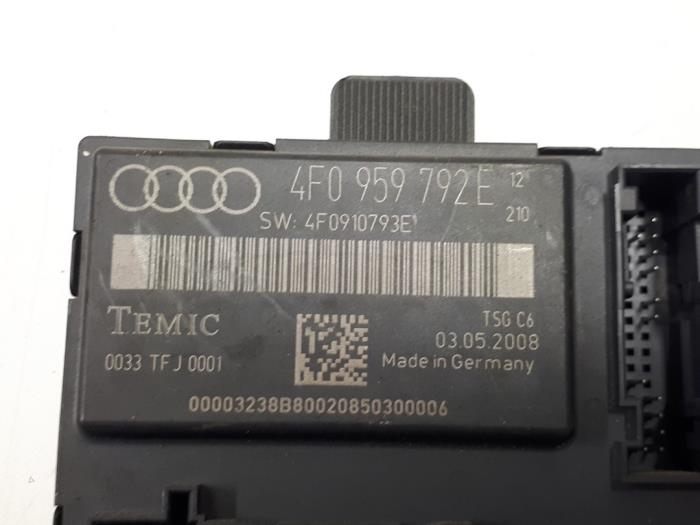 4F0 959 792 E 12
210
SW: 4F0910793E
TEMIC
TSG C6
03.05.2008
0033 TFJ 0001
Made in Germany
00003238B80020850300006